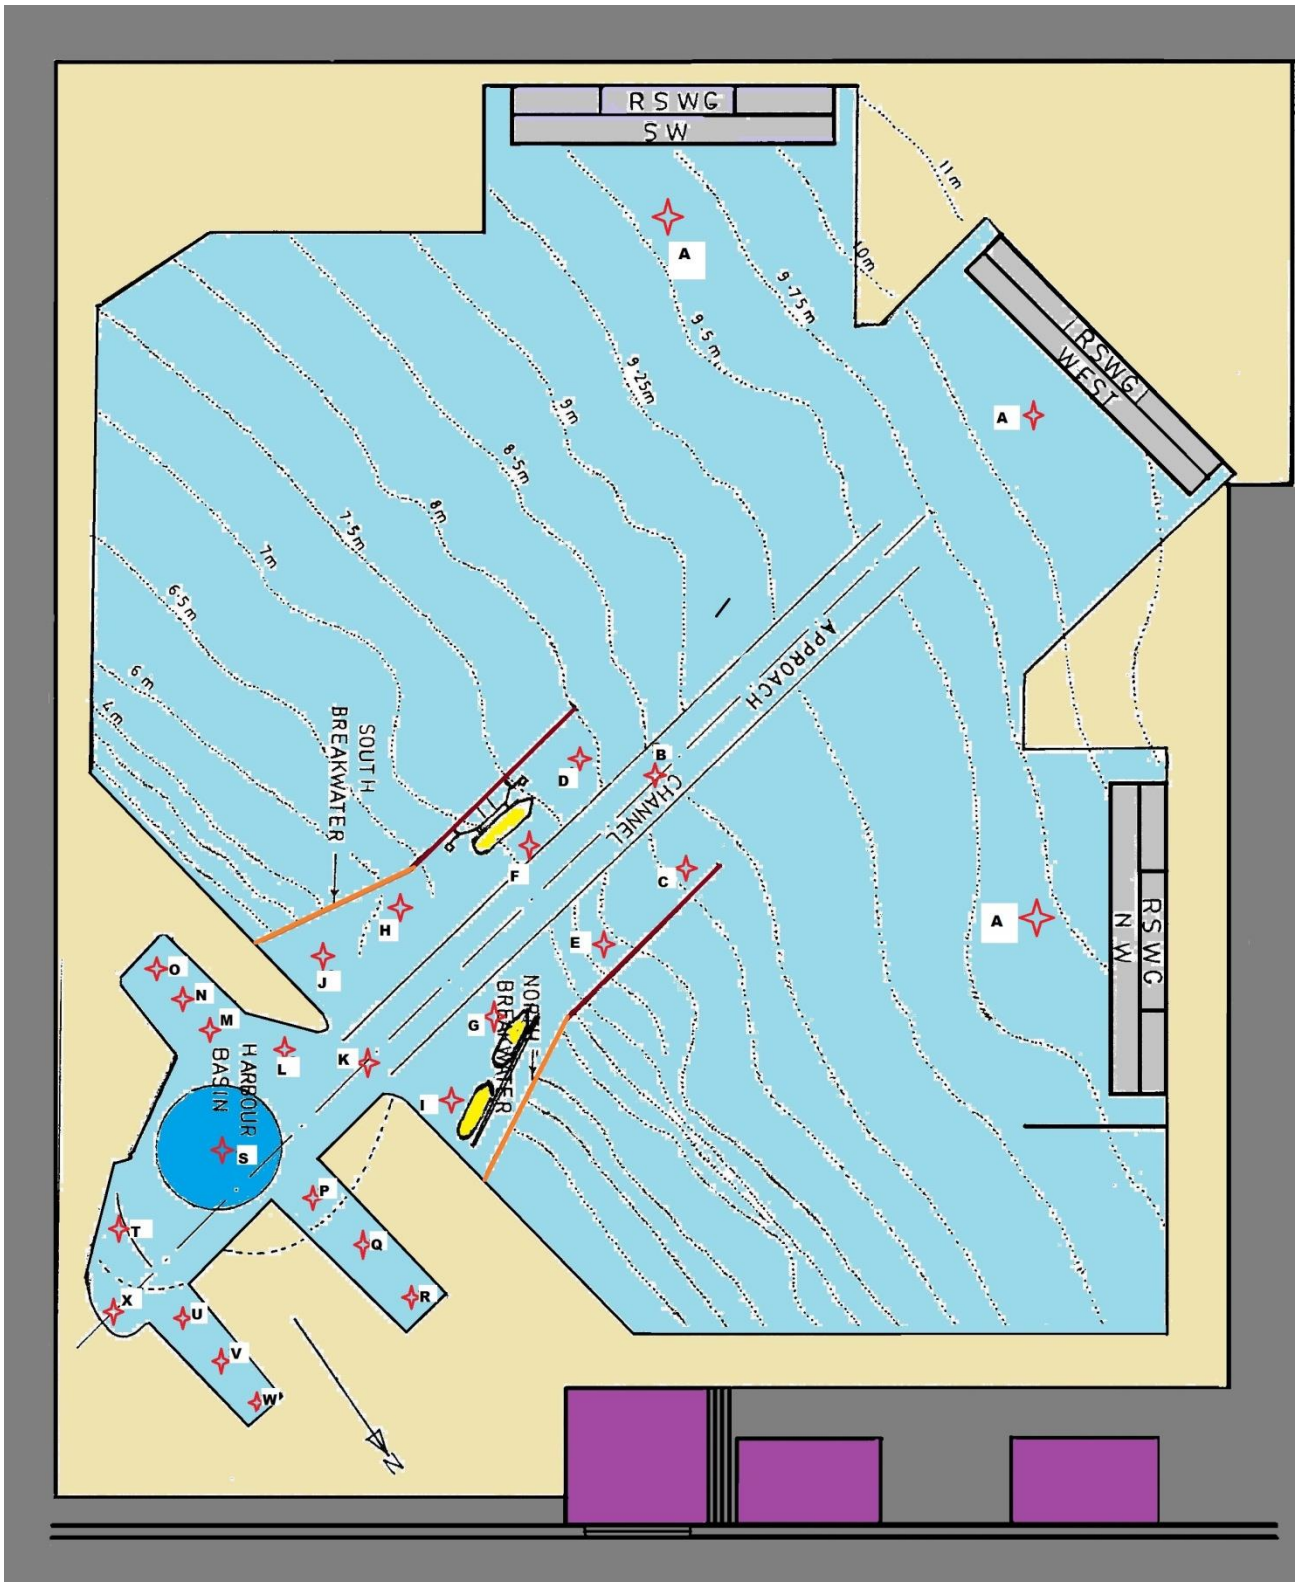 RSWG
SW
11m
A
10m
9·75m
9·5m
RSWG
WEST
9·25m
A
9m
8·5m
8m
7·5m
7m
6·5m
6m
4m
APPROACH
CHANNEL
SOUTH
BREAKWATER
B
D
C
F
A
RSWG
NW
H
E
J
O
N
M
G
NORTH
BREAKWATER
L
K
HARBOUR
BASIN
I
S
P
T
Q
X
U
R
V
W
N